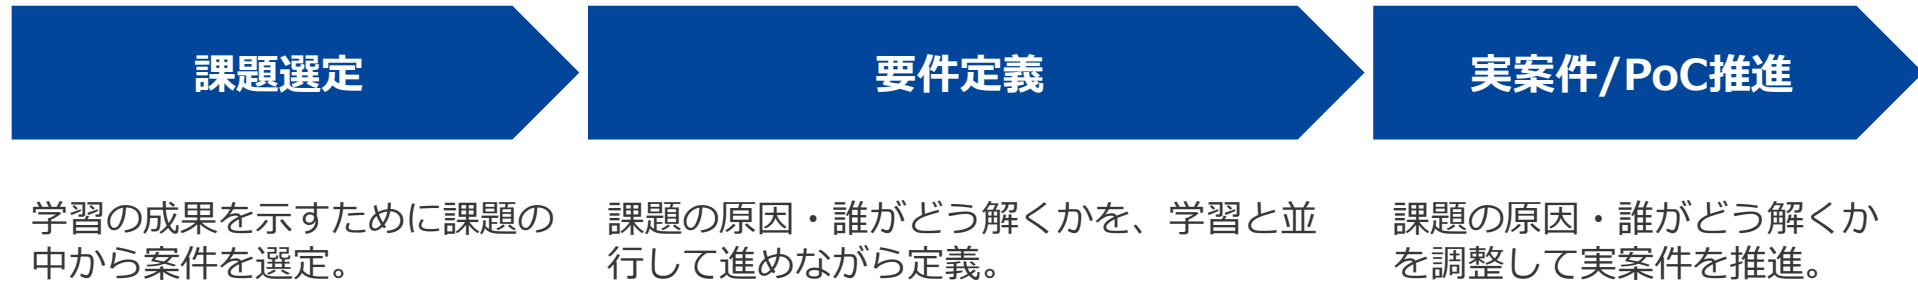 課題選定
要件定義
実案件/PoC推進
学習の成果を示すために課題の
中から案件を選定。
課題の原因・誰がどう解くかを、学習と並
行して進めながら定義。
課題の原因・誰がどう解くか
を調整して実案件を推進。